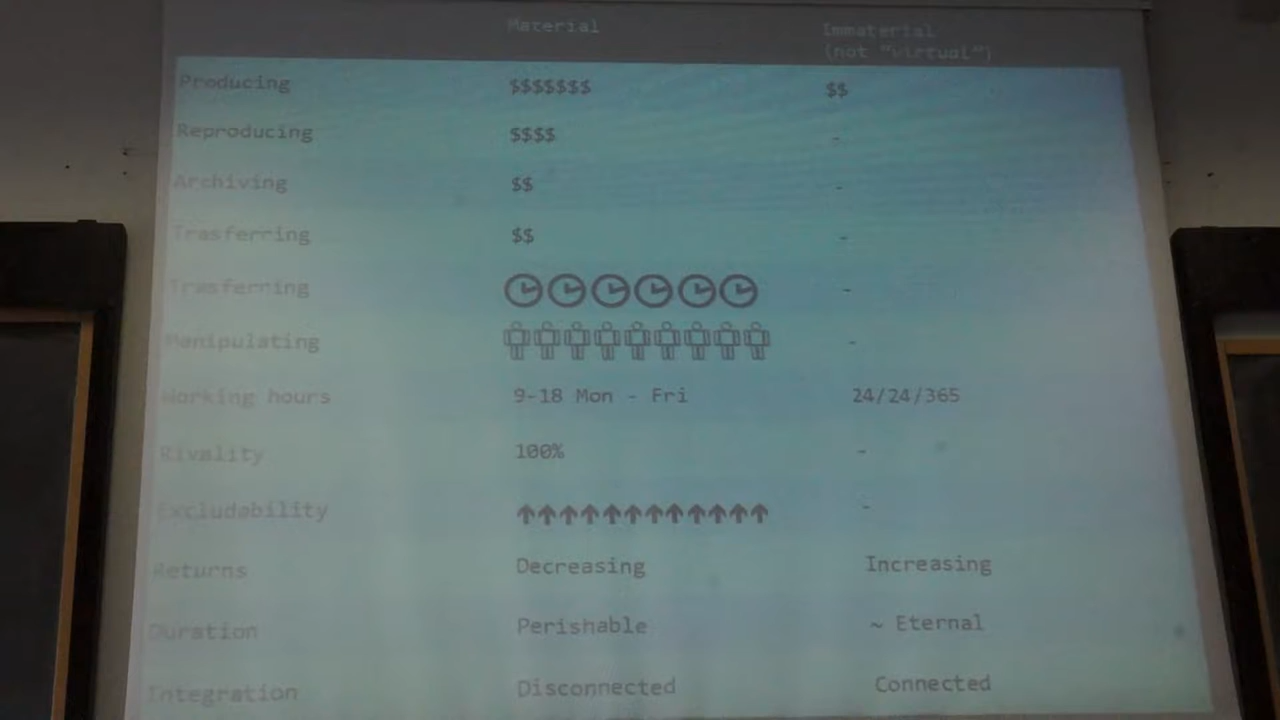 Material Immaterial
(not "virtual")
Producing $$$$$$$ $$
Reproducing $$$$ -
Archiving $$ -
Trasferring $$ -
Trasferring -
Manipulating -
Working hours 9-18 Mon - Fri 24/24/365
Rivality 100% -
Excludability ↑↑↑↑↑↑↑↑↑↑↑↑ -
Returns Decreasing Increasing
Duration Perishable ~ Eternal
Integration Disconnected Connected